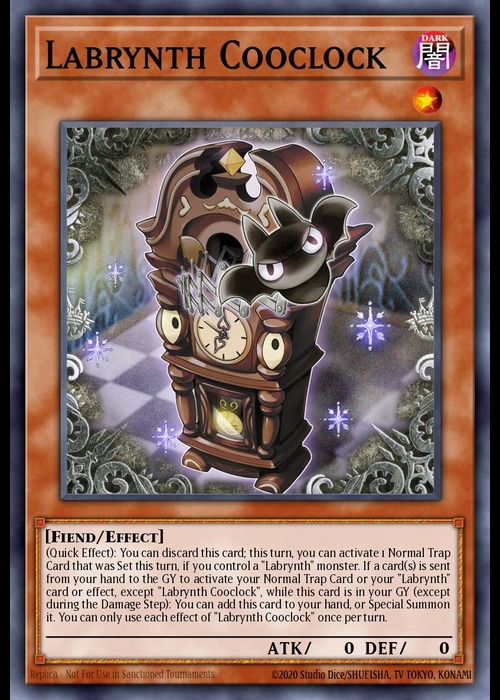 Labrynth Cooclock
DARK
闇
[Fiend/Effect]
(Quick Effect): You can discard this card; this turn, you can activate 1 Normal Trap
Card that was Set this turn, if you control a "Labrynth" monster. If a card(s) is sent
from your hand to the GY to activate your Normal Trap Card or your "Labrynth"
card or effect, except "Labrynth Cooclock", while this card is in your GY (except
during the Damage Step): You can add this card to your hand, or Special Summon
it. You can only use each effect of "Labrynth Cooclock" once per turn.
ATK/ 0 DEF/ 0
Replica - Not For Use in Sanctioned Tournaments
©2020 Studio Dice/SHUEISHA, TV TOKYO, KONAMI